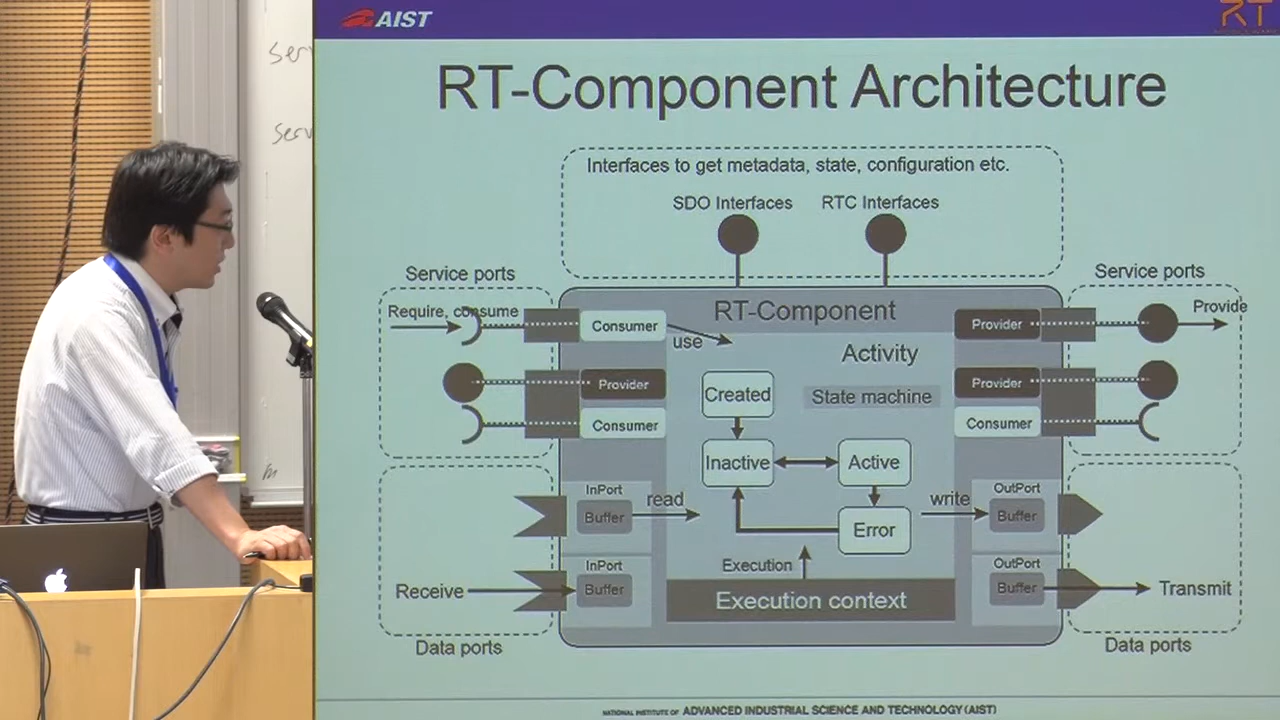 AIST
RT
RT-Component Architecture
Interfaces to get metadata, state, configuration etc.
SDO Interfaces
RTC Interfaces
Service ports
Service ports
Require, consume
Provide
RT-Component
Consumer
use
Provider
Activity
Provider
Provider
Created
State machine
Consumer
Consumer
Inactive
Active
InPort
read
Buffer
write
OutPort
Buffer
Error
InPort
Execution
OutPort
Receive
Buffer
Execution context
Buffer
Transmit
Data ports
Data ports
NATIONAL INSTITUTE OF ADVANCED INDUSTRIAL SCIENCE AND TECHNOLOGY (AIST)
serv
serv